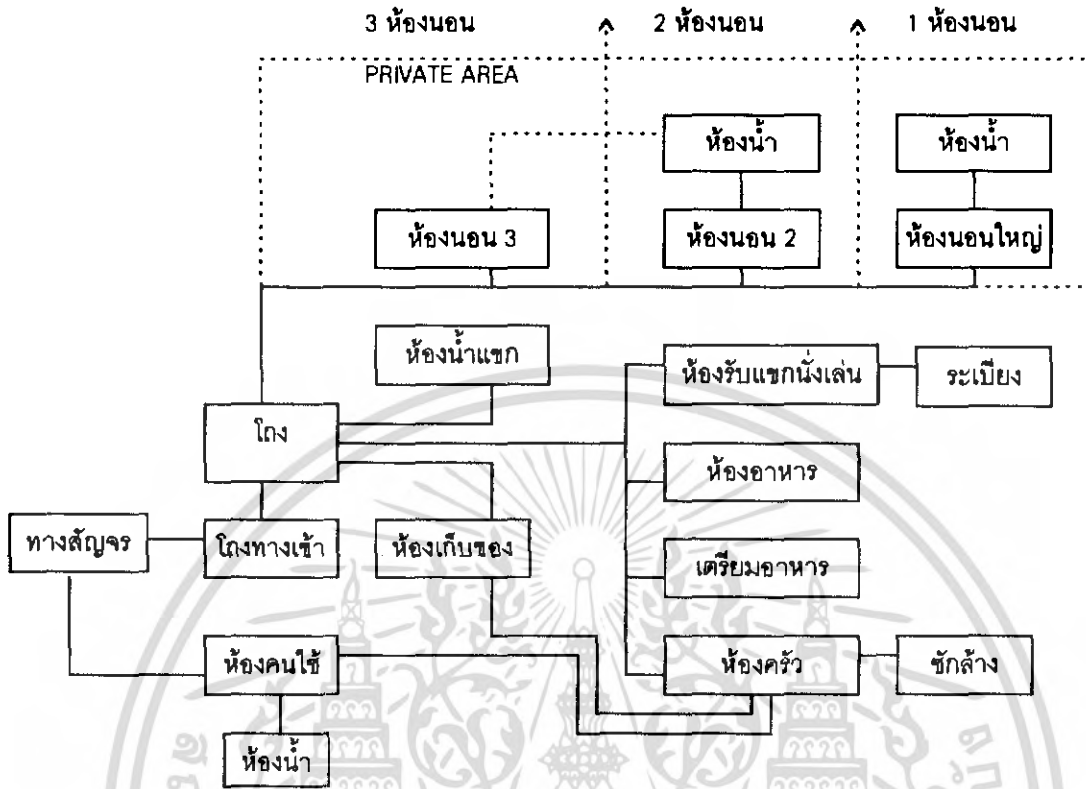 3 ห้องนอน 2 ห้องนอน 1 ห้องนอน
PRIVATE AREA
ห้องน้ำ ห้องน้ำ
ห้องนอน 3 ห้องนอน 2 ห้องนอนใหญ่
ห้องน้ำแขก ห้องรับแขกนั่งเล่น ระเบียง
โถง
ห้องอาหาร
ทางสัญจร โถงทางเข้า ห้องเก็บของ เตรียมอาหาร
ห้องคนใช้ ห้องครัว ซักล้าง
ห้องน้ำ